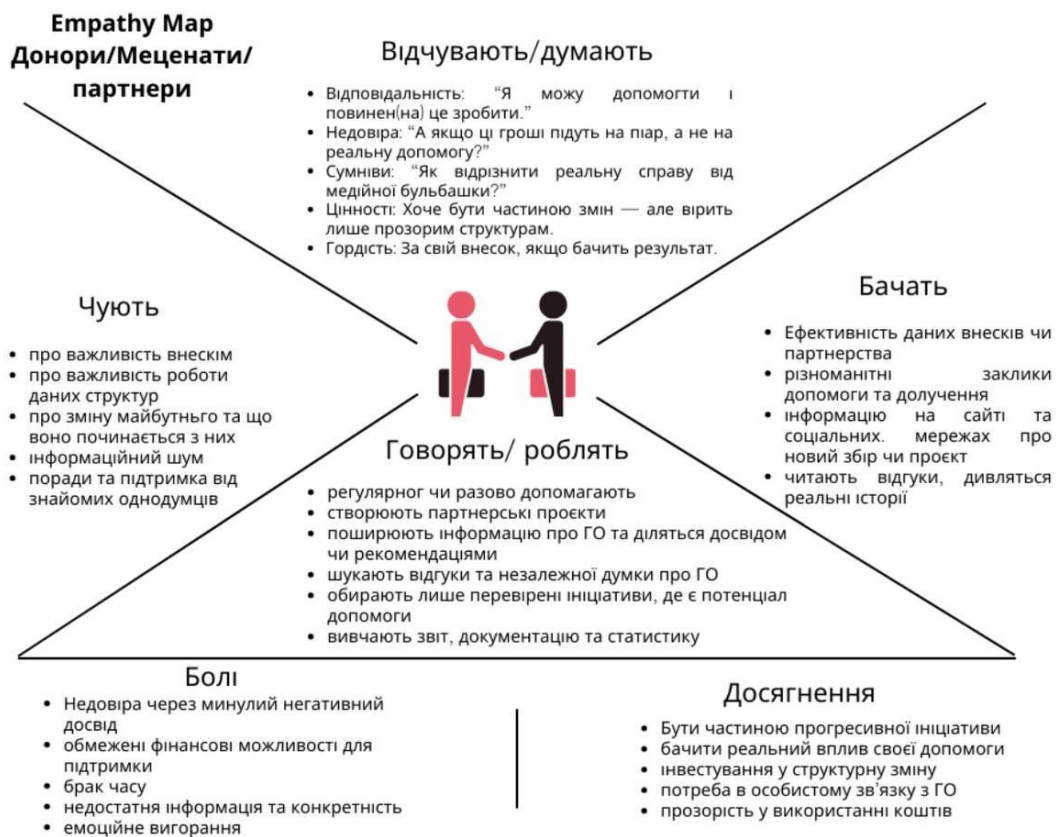 Empathy Map
Донори/Меценати/
партнери
Відчувають/думають
• Відповідальність: “Я можу допомогти і
повинен(на) це зробити.”
• Недовіра: “А якщо ці гроші підуть на піар, а не на
реальну допомогу?”
• Сумніви: “Як відрізнити реальну справу від
медійної бульбашки?”
• Цінності: Хоче бути частиною змін — але вірить
лише прозорим структурам.
• Гордість: За свій внесок, якщо бачить результат.
Чують
• про важливість внескім
• про важливість роботи
даних структур
• про зміну майбутнього та що
воно починається з них
• інформаційний шум
• поради та підтримка від
знайомих однодумців
Бачать
• Ефективність даних внесків чи
партнерства
• різноманітні заклики
допомоги та долучення
• інформацію на сайті та
соціальних. мережах про
новий збір чи проєкт
• читають відгуки, дивляться
реальні історії
Говорять/ роблять
• регулярног чи разово допомагають
• створюють партнерські проєкти
• поширюють інформацію про ГО та діляться досвідом
чи рекомендаціями
• шукають відгуки та незалежної думки про ГО
• обирають лише перевірені ініціативи, де є потенціал
допомоги
• вивчають звіт, документацію та статистику
Болі
• Недовіра через минулий негативний
досвід
• обмежені фінансові можливості для
підтримки
• брак часу
• недостатня інформація та конкретність
• емоційне вигорання
Досягнення
• Бути частиною прогресивної ініціативи
• бачити реальний вплив своєї допомоги
• інвестування у структурну зміну
• потреба в особистому зв’язку з ГО
• прозорість у використанні коштів